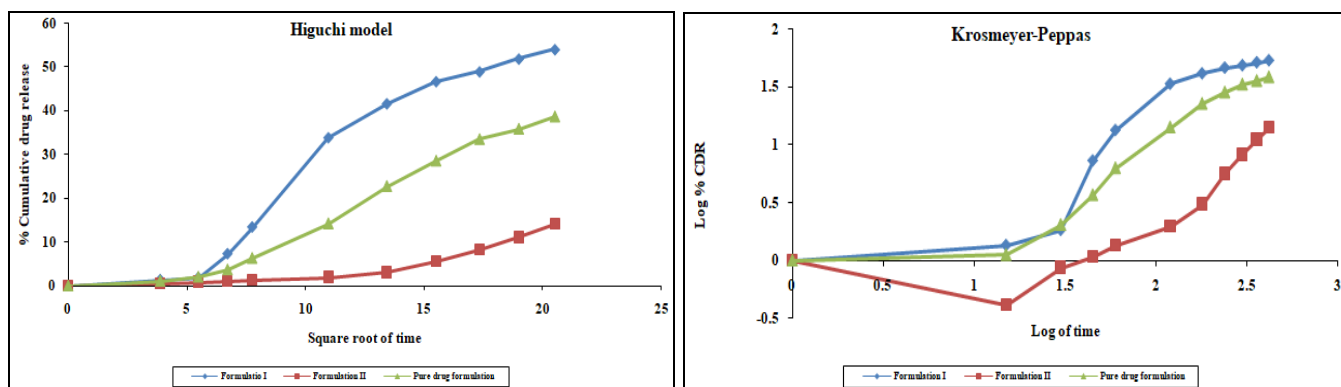 Higuchi model
60
50
40
30
20
10
0
0 5 10 15 20 25
% Cumulative drug release
Square root of time
Formulatio I Formulation II Pure drug formulation
Krosmeyer-Peppas
2
1.5
1
0.5
0
-0.5
0 0.5 1 1.5 2 2.5 3
Log % CDR
Log of time
Formulation I Formulation II Pure drug formulation